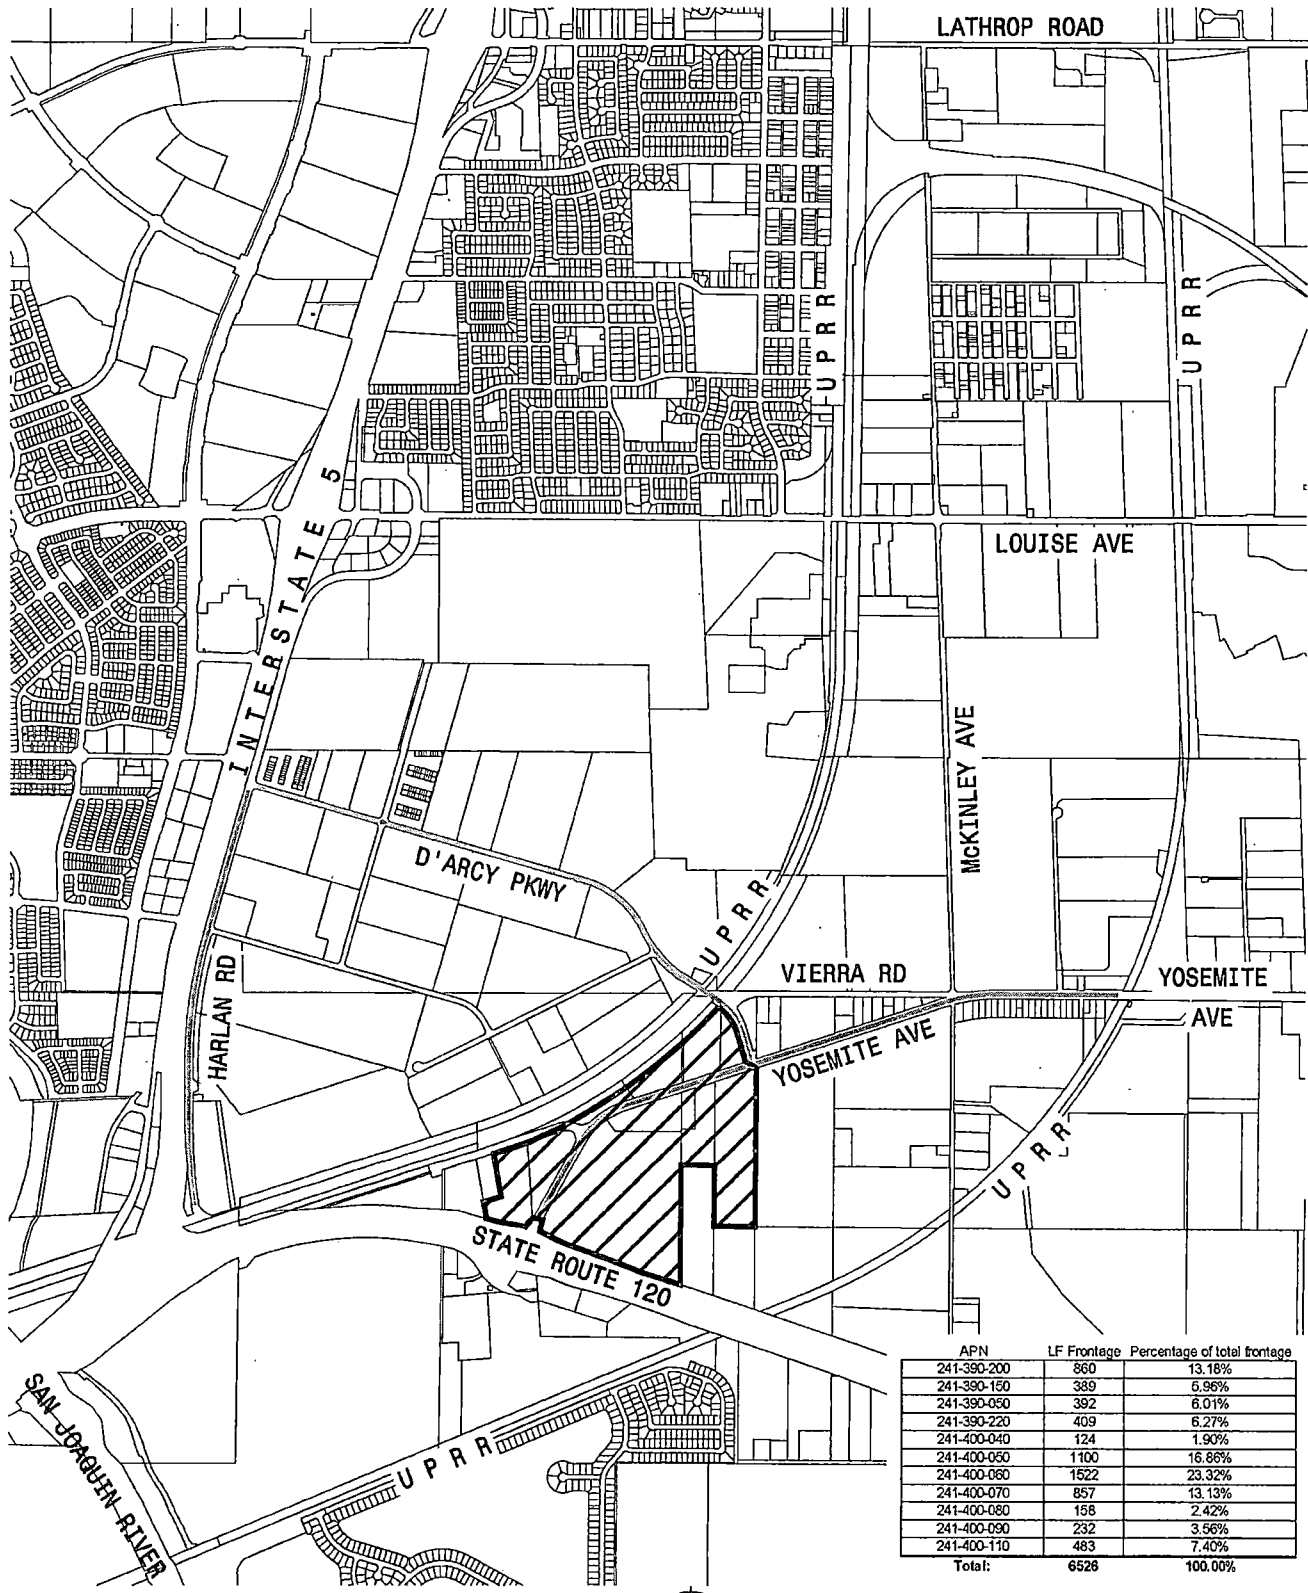 LATHROP ROAD
UPRR
UPRR
INTERSTATE 5
LOUISE AVE
McKINLEY AVE
D'ARCY PKWY
UPRR
VIERRA RD
YOSEMITE
AVE
HARLAN RD
YOSEMITE AVE
UPRR
STATE ROUTE 120
SAN JOAQUIN RIVER
UPRR
APN LF Frontage Percentage of total frontage
241-390-200 860 13.18%
241-390-150 389 5.96%
241-390-050 392 6.01%
241-390-220 409 6.27%
241-400-040 124 1.90%
241-400-050 1100 16.86%
241-400-060 1522 23.32%
241-400-070 857 13.13%
241-400-080 158 2.42%
241-400-090 232 3.56%
241-400-110 483 7.40%
Total: 6526 100.00%